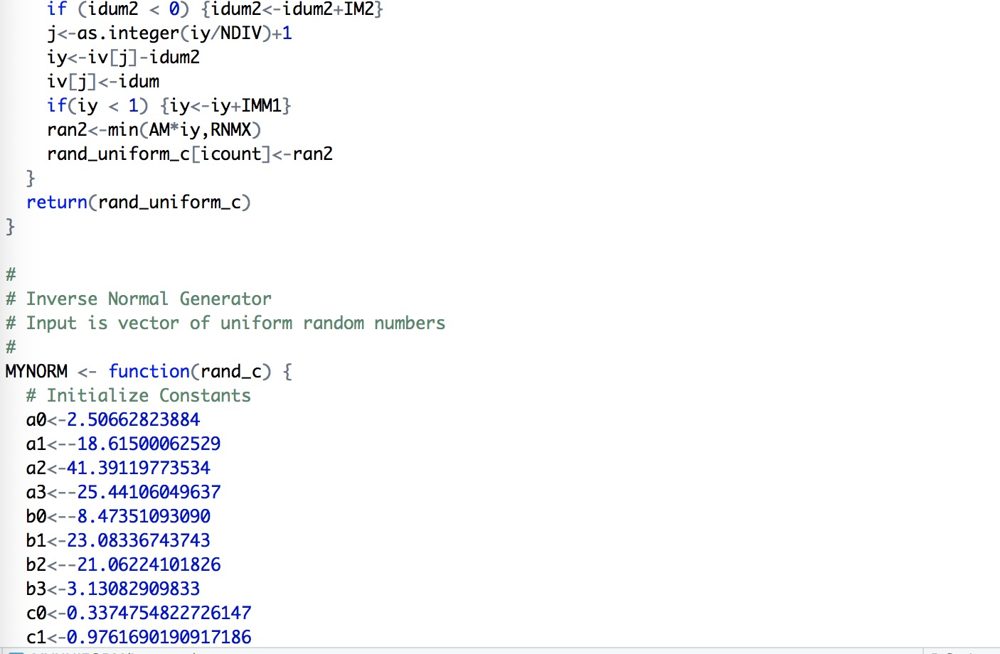 if (idum2 < 0) {idum2<-idum2+IM2}
j<-as.integer(iy/NDIV)+1
iy<-iv[j]-idum2
iv[j]<-idum
if(iy < 1) {iy<-iy+IMM1}
ran2<-min(AM*iy,RNMX)
rand_uniform_c[icount]<-ran2
}
return(rand_uniform_c)
}
#
# Inverse Normal Generator
# Input is vector of uniform random numbers
#
MYNORM <- function(rand_c) {
# Initialize Constants
a0<-2.50662823884
a1<--18.61500062529
a2<-41.39119773534
a3<--25.44106049637
b0<--8.47351093090
b1<-23.08336743743
b2<--21.06224101826
b3<-3.13082909833
c0<-0.3374754822726147
c1<-0.9761690190917186